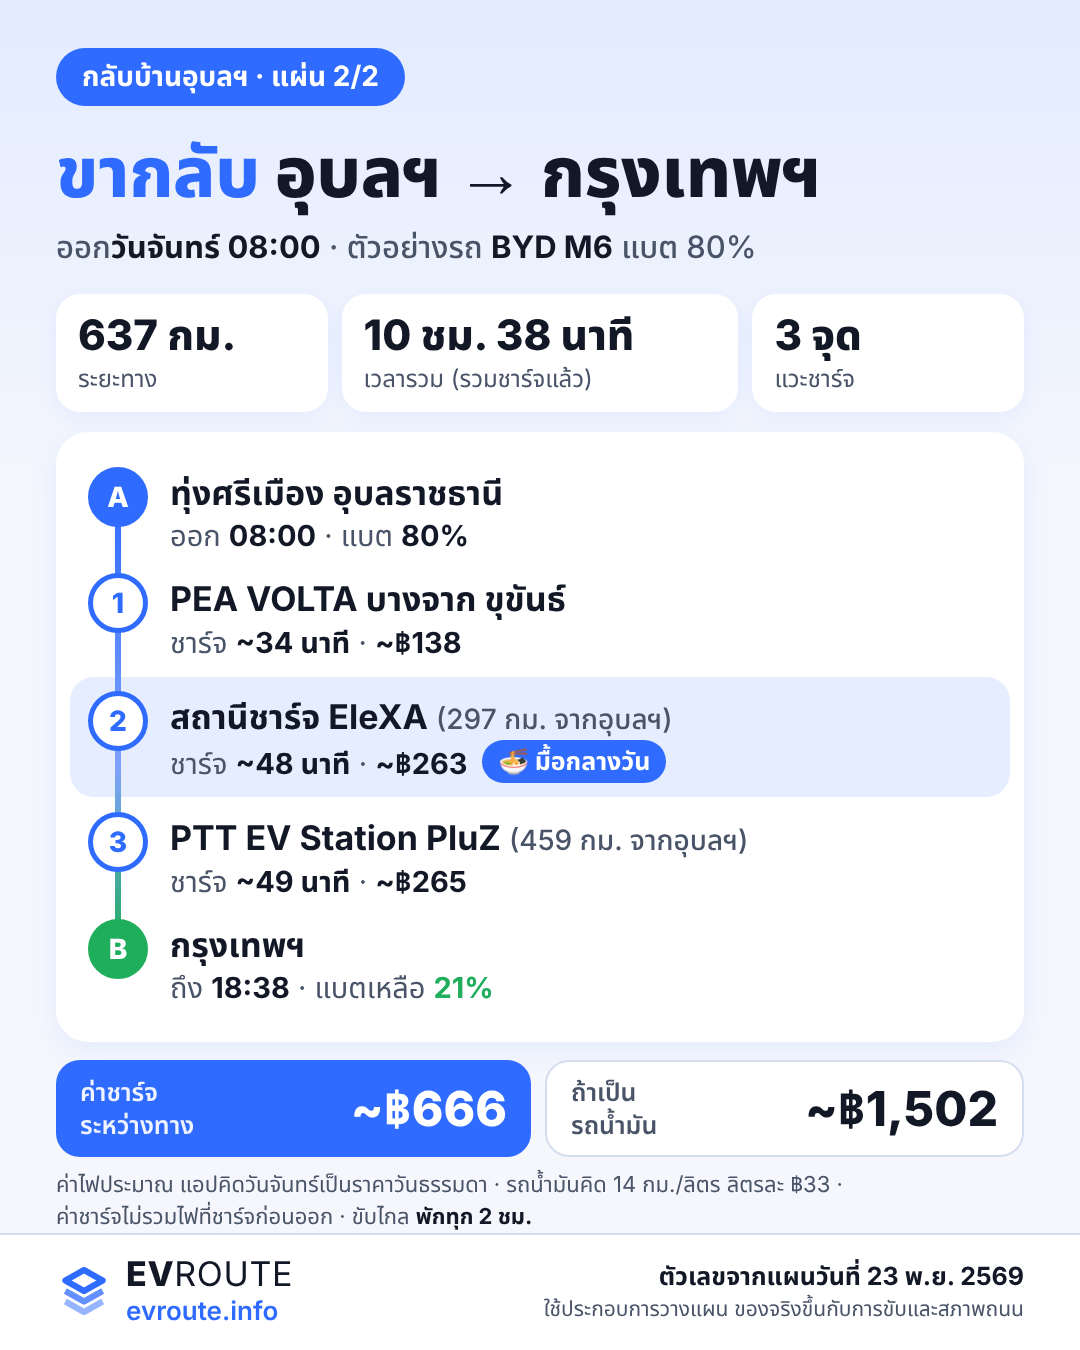 กลับบ้านอุบลฯ · แผ่น 2/2
ขากลับ อุบลฯ → กรุงเทพฯ
ออกวันจันทร์ 08:00 · ตัวอย่างรถ BYD M6 แบต 80%
637 กม.
ระยะทาง
10 ชม. 38 นาที
เวลารวม (รวมชาร์จแล้ว)
3 จุด
แวะชาร์จ
A
ทุ่งศรีเมือง อุบลราชธานี
ออก 08:00 · แบต 80%
1
PEA VOLTA บางจาก ขุขันธ์
ชาร์จ ~34 นาที · ~฿138
2
สถานีชาร์จ EleXA (297 กม. จากอุบลฯ)
ชาร์จ ~48 นาที · ~฿263 🍜 มื้อกลางวัน
3
PTT EV Station PluZ (459 กม. จากอุบลฯ)
ชาร์จ ~49 นาที · ~฿265
B
กรุงเทพฯ
ถึง 18:38 · แบตเหลือ 21%
ค่าชาร์จ
ระหว่างทาง
~฿666
ถ้าเป็น
รถน้ำมัน
~฿1,502
ค่าไฟประมาณ แอปคิดวันจันทร์เป็นราคาวันธรรมดา · รถน้ำมันคิด 14 กม./ลิตร ลิตรละ ฿33 ·
ค่าชาร์จไม่รวมไฟที่ชาร์จก่อนออก · ขับไกล พักทุก 2 ชม.
EVROUTE
evroute.info
ตัวเลขจากแผนวันที่ 23 พ.ย. 2569
ใช้ประกอบการวางแผน ของจริงขึ้นกับการขับและสภาพถนน